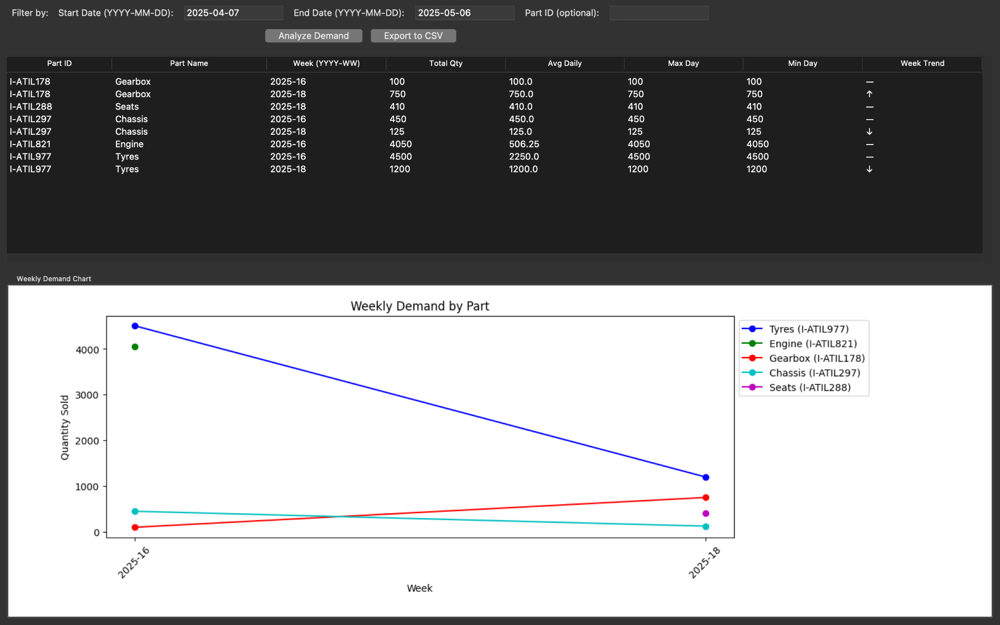 Filter by: Start Date (YYYY-MM-DD): 2025-04-07 End Date (YYYY-MM-DD): 2025-05-06 Part ID (optional):
Analyze Demand Export to CSV
Part ID Part Name Week (YYYY-WW) Total Qty Avg Daily Max Day Min Day Week Trend
I-ATIL178 Gearbox 2025-16 100 100.0 100 100 —
I-ATIL178 Gearbox 2025-18 750 750.0 750 750 ↑
I-ATIL288 Seats 2025-18 410 410.0 410 410 —
I-ATIL297 Chassis 2025-16 450 450.0 450 450 —
I-ATIL297 Chassis 2025-18 125 125.0 125 125 ↓
I-ATIL821 Engine 2025-16 4050 506.25 4050 4050 —
I-ATIL977 Tyres 2025-16 4500 2250.0 4500 4500 —
I-ATIL977 Tyres 2025-18 1200 1200.0 1200 1200 ↓
Weekly Demand Chart
Weekly Demand by Part
Tyres (I-ATIL977)
Engine (I-ATIL821)
Gearbox (I-ATIL178)
Chassis (I-ATIL297)
Seats (I-ATIL288)
Quantity Sold
4000
3000
2000
1000
0
2025-16 2025-18
Week